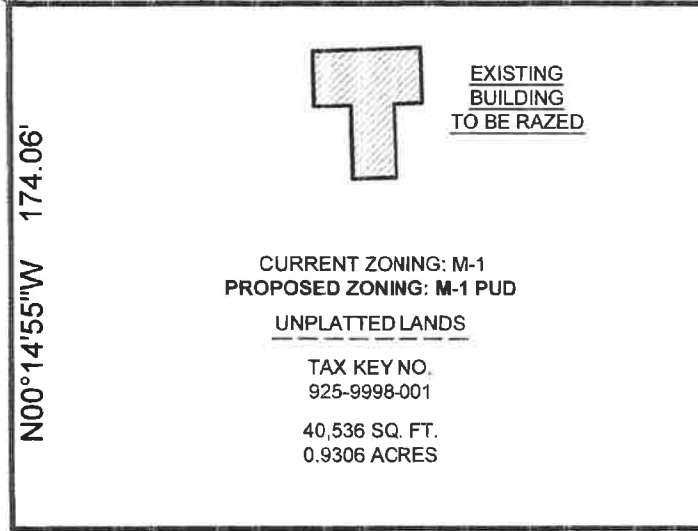 N00°14'55"W 174.06'
EXISTING
BUILDING
TO BE RAZED
CURRENT ZONING: M-1
PROPOSED ZONING: M-1 PUD
UNPLATTED LANDS
TAX KEY NO.
925-9998-001
40,536 SQ. FT.
0.9306 ACRES